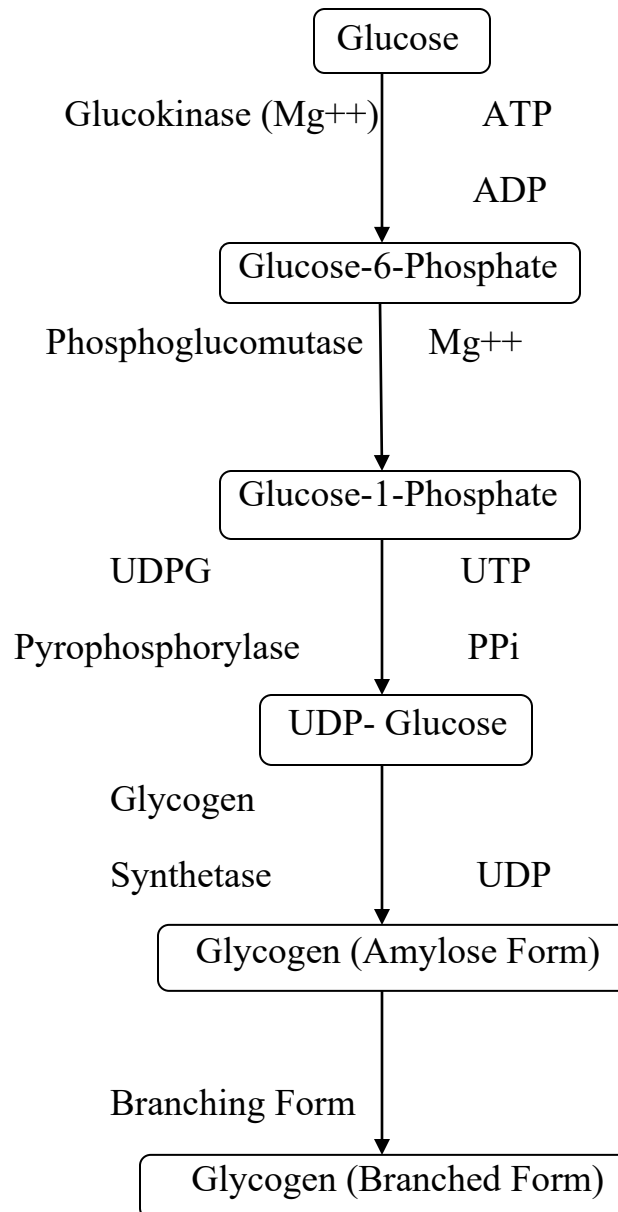 Glucose
Glucokinase (Mg++) ATP
ADP
Glucose-6-Phosphate
Phosphoglucomutase Mg++
Glucose-1-Phosphate
UDPG UTP
Pyrophosphorylase PPi
UDP- Glucose
Glycogen
Synthetase UDP
Glycogen (Amylose Form)
Branching Form
Glycogen (Branched Form)